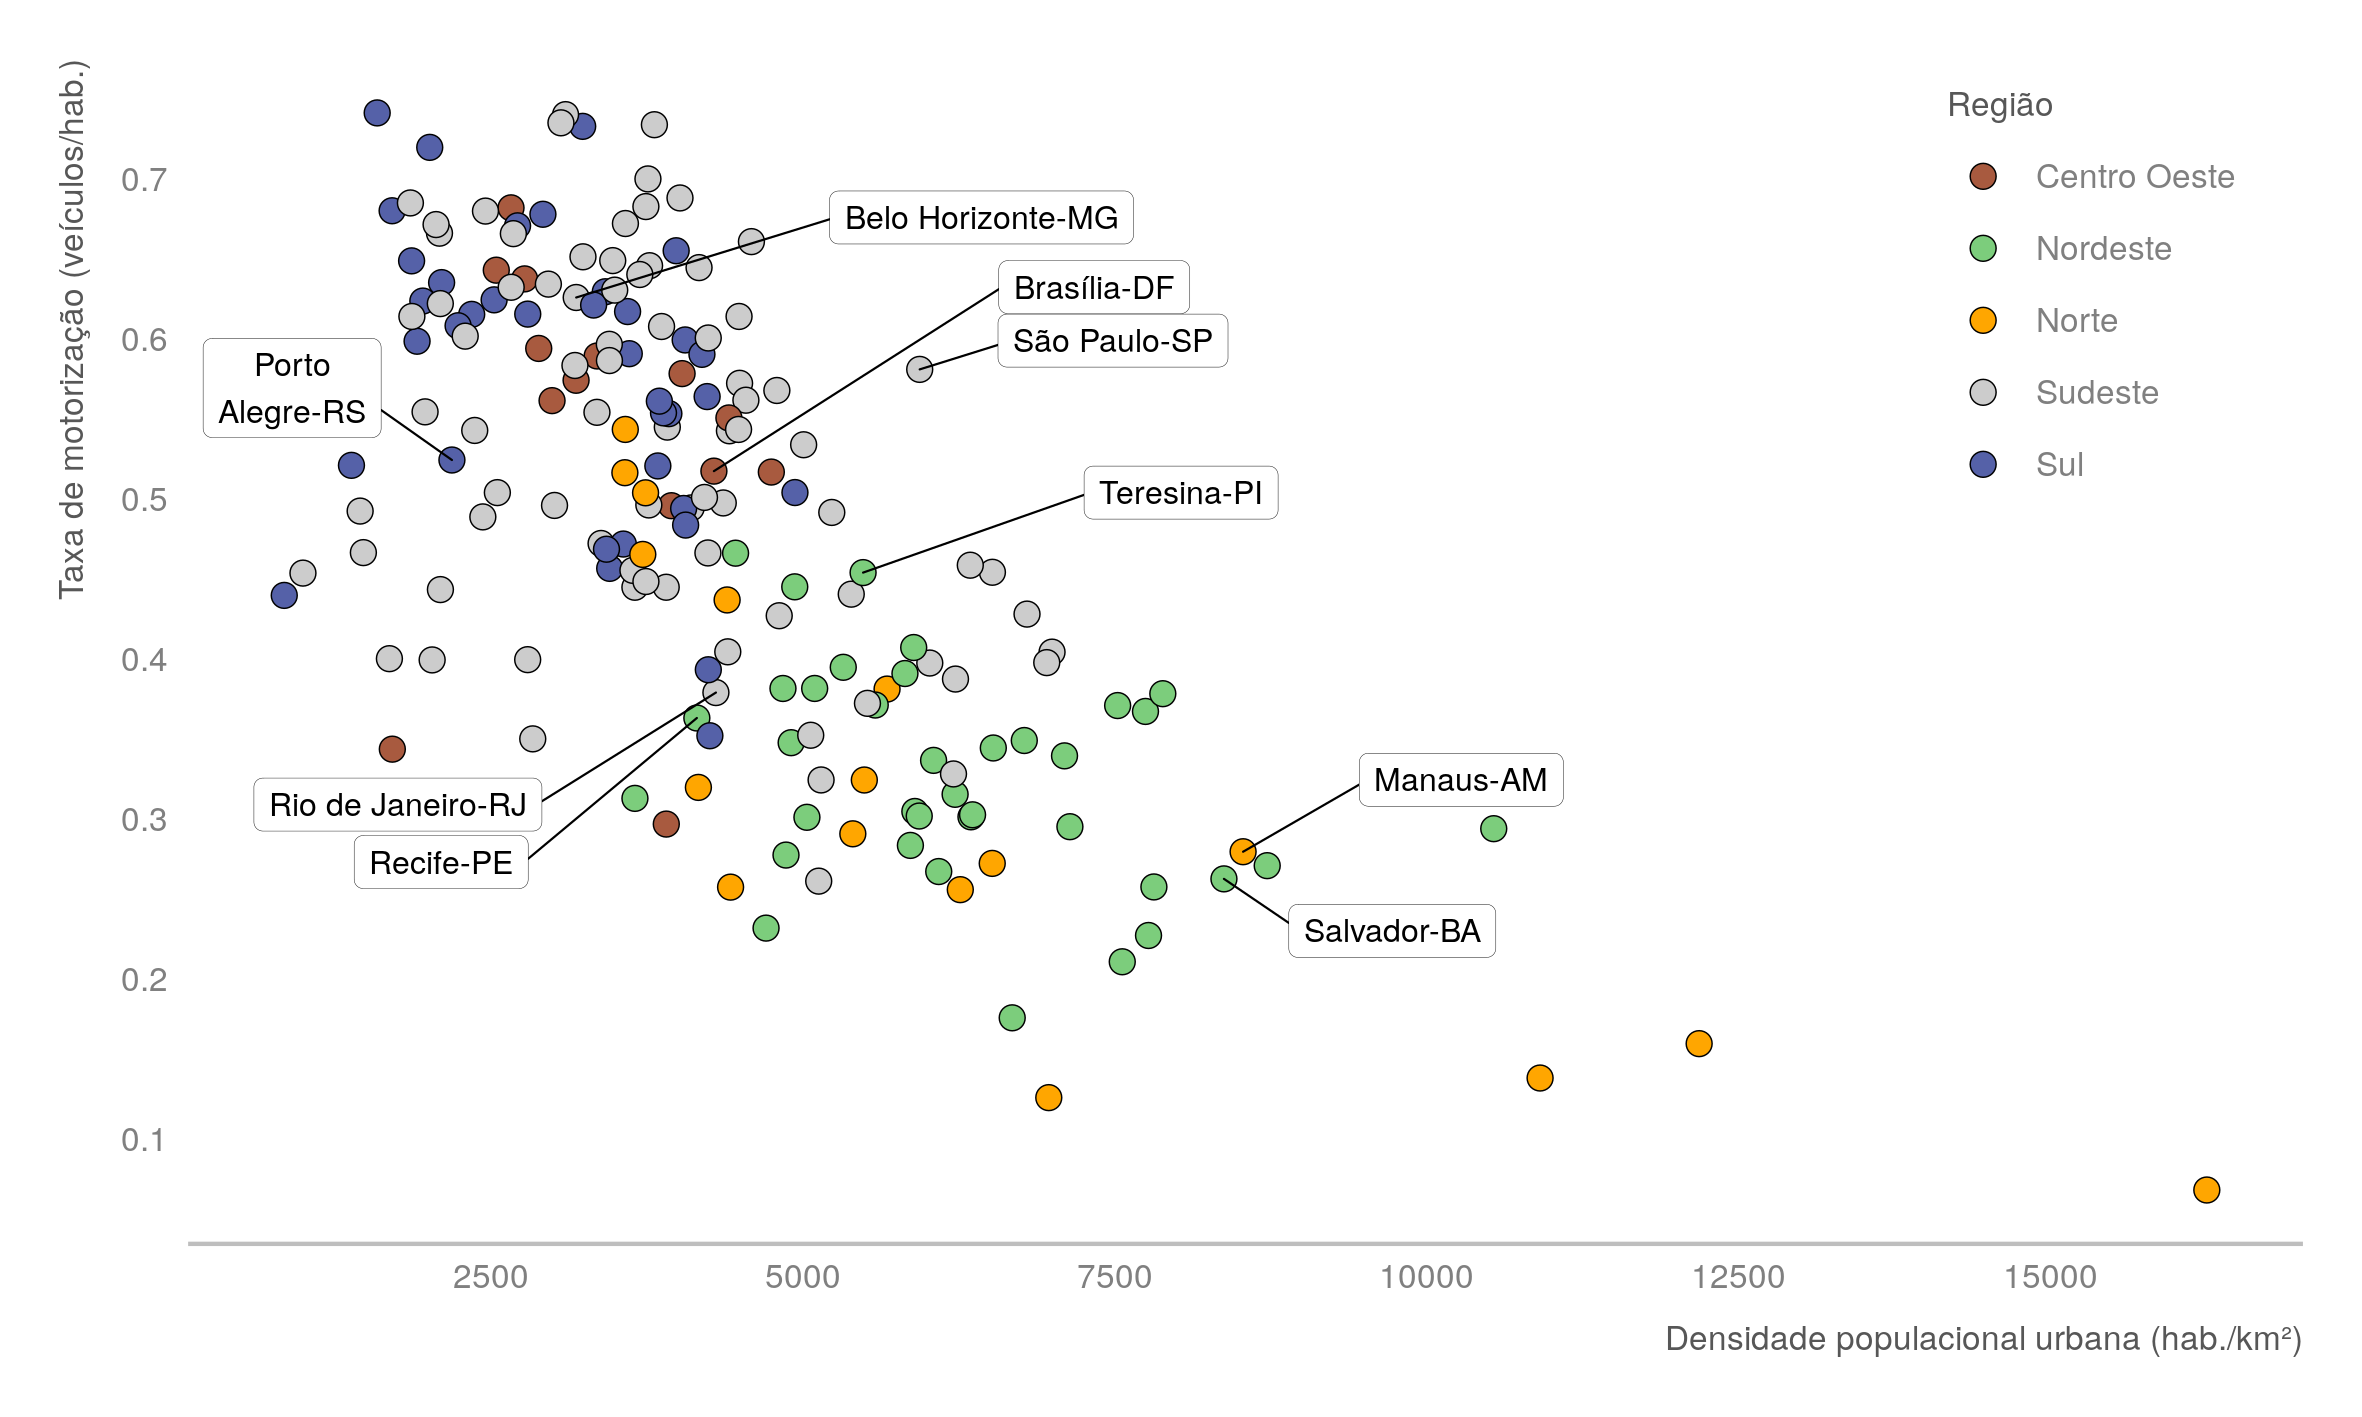 Taxa de motorização (veículos/hab.)
0.7
0.6
0.5
0.4
0.3
0.2
0.1
Belo Horizonte-MG
Brasília-DF
São Paulo-SP
Porto
Alegre-RS
Teresina-PI
Rio de Janeiro-RJ
Recife-PE
Manaus-AM
Salvador-BA
Região
Centro Oeste
Nordeste
Norte
Sudeste
Sul
2500
5000
7500
10000
12500
15000
Densidade populacional urbana (hab./km²)